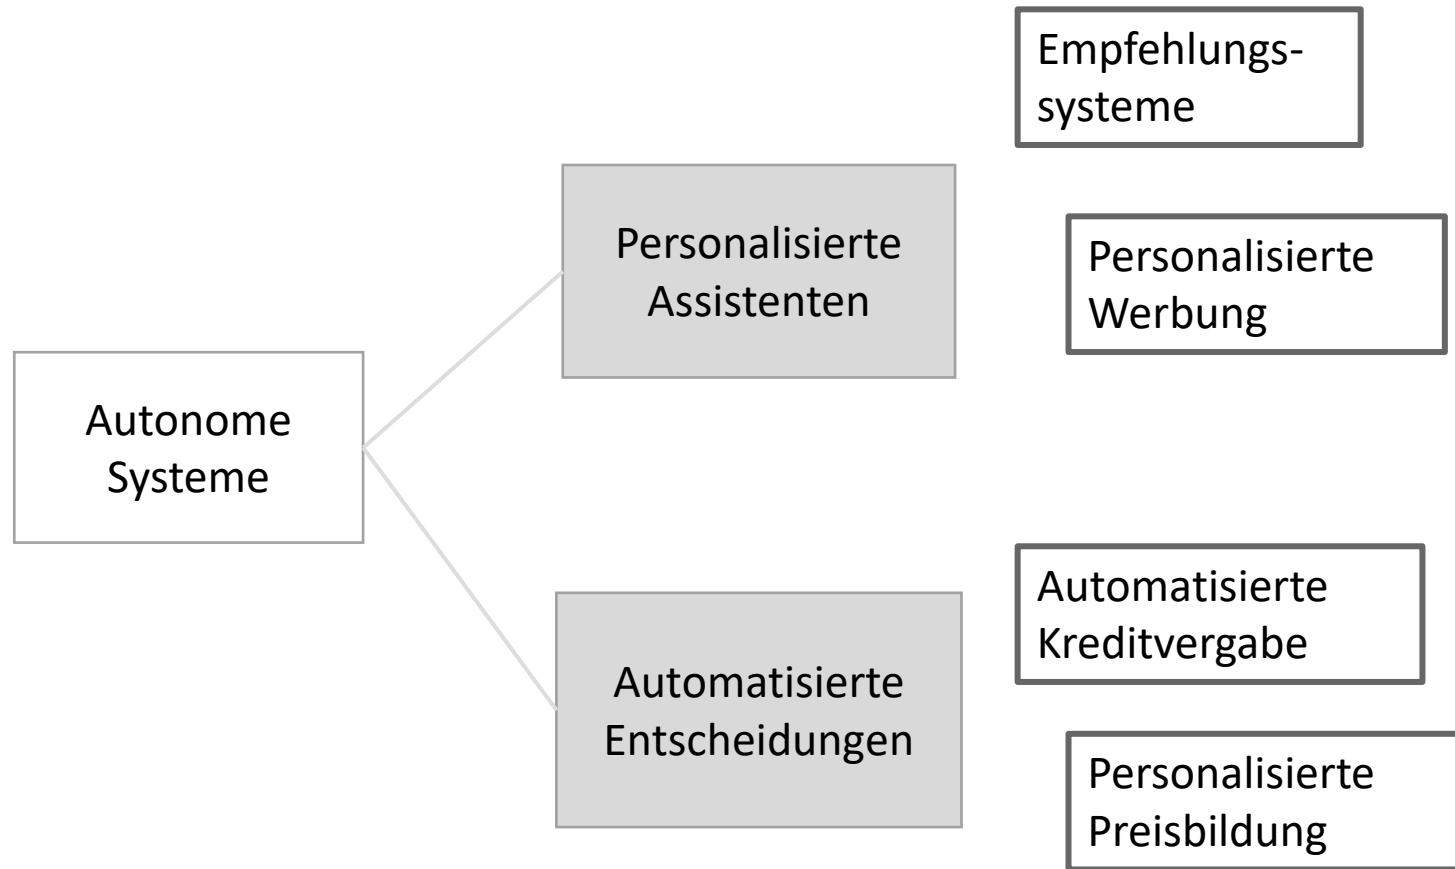 Empfehlungs-
systeme
Personalisierte
Assistenten
Personalisierte
Werbung
Autonome
Systeme
Automatisierte
Kreditvergabe
Automatisierte
Entscheidungen
Personalisierte
Preisbildung